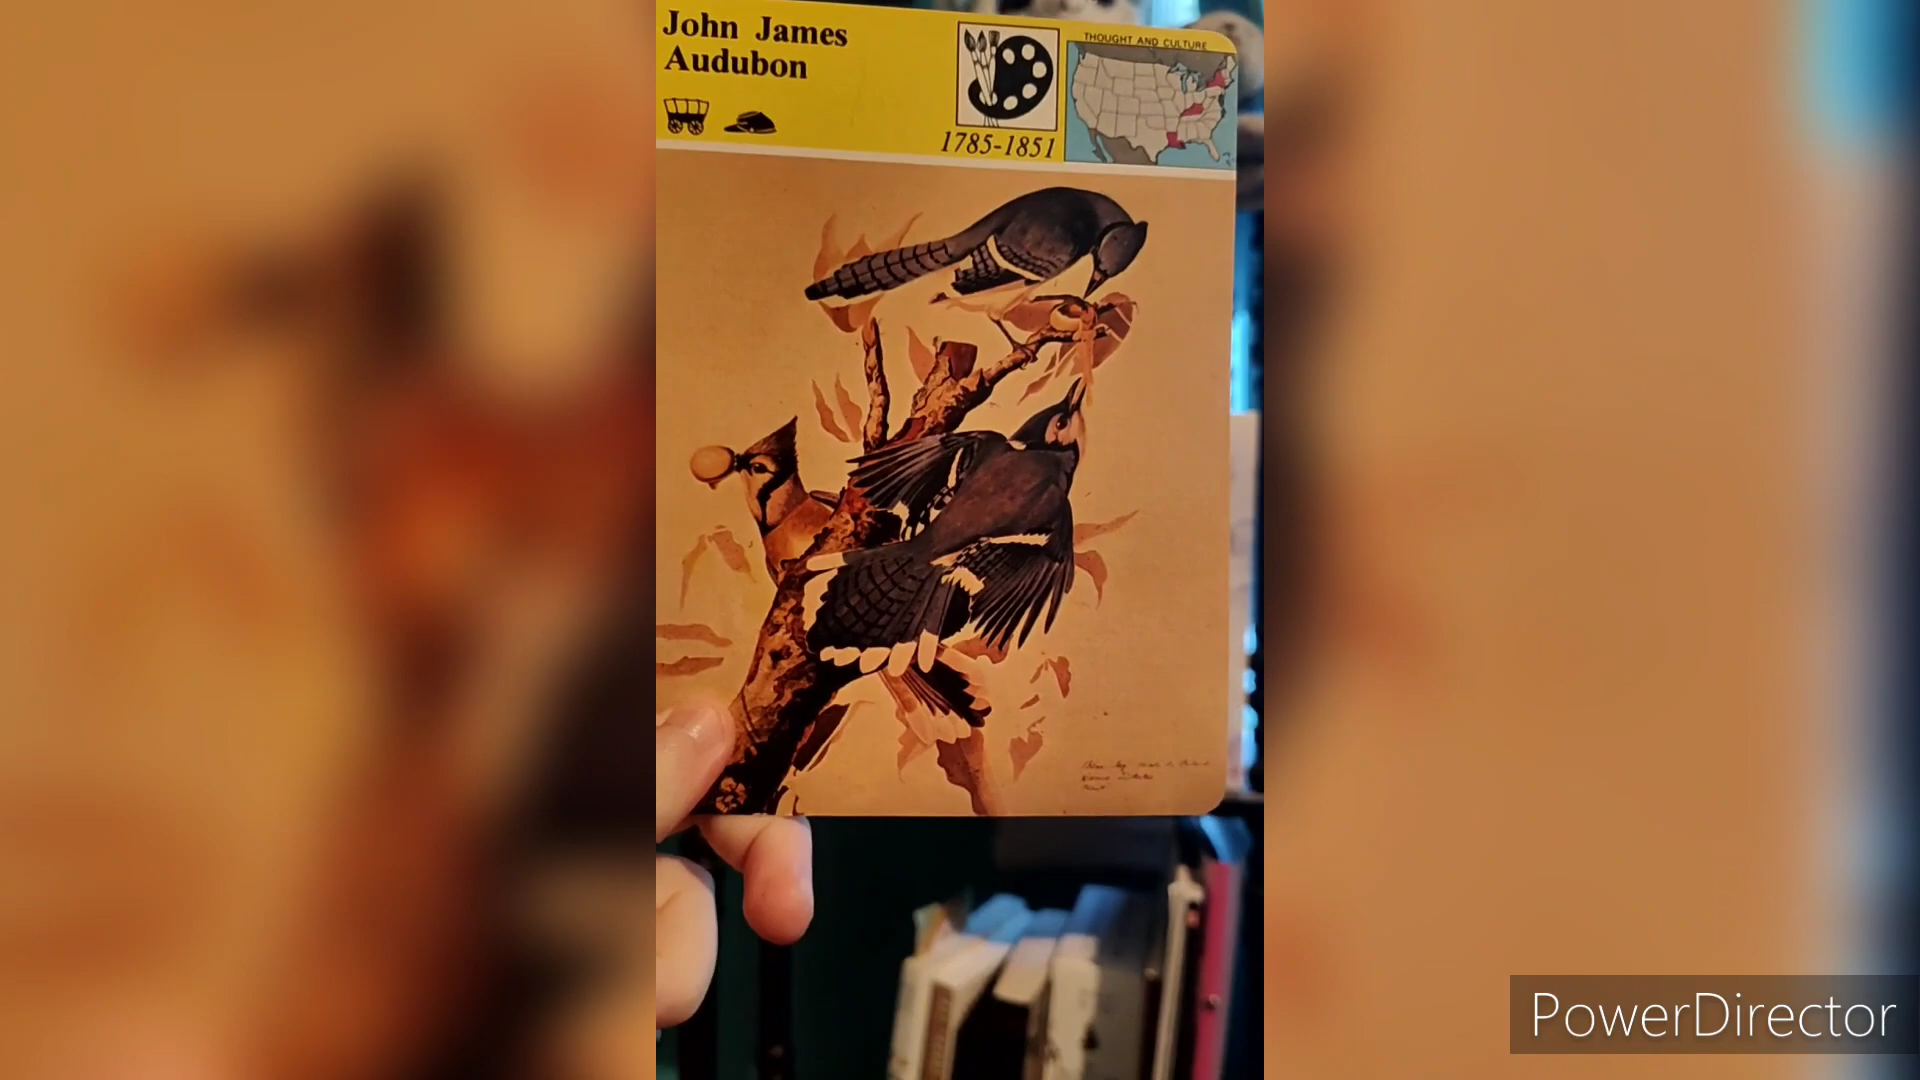 John James
Audubon
THOUGHT AND CULTURE
1785-1851
PowerDirector